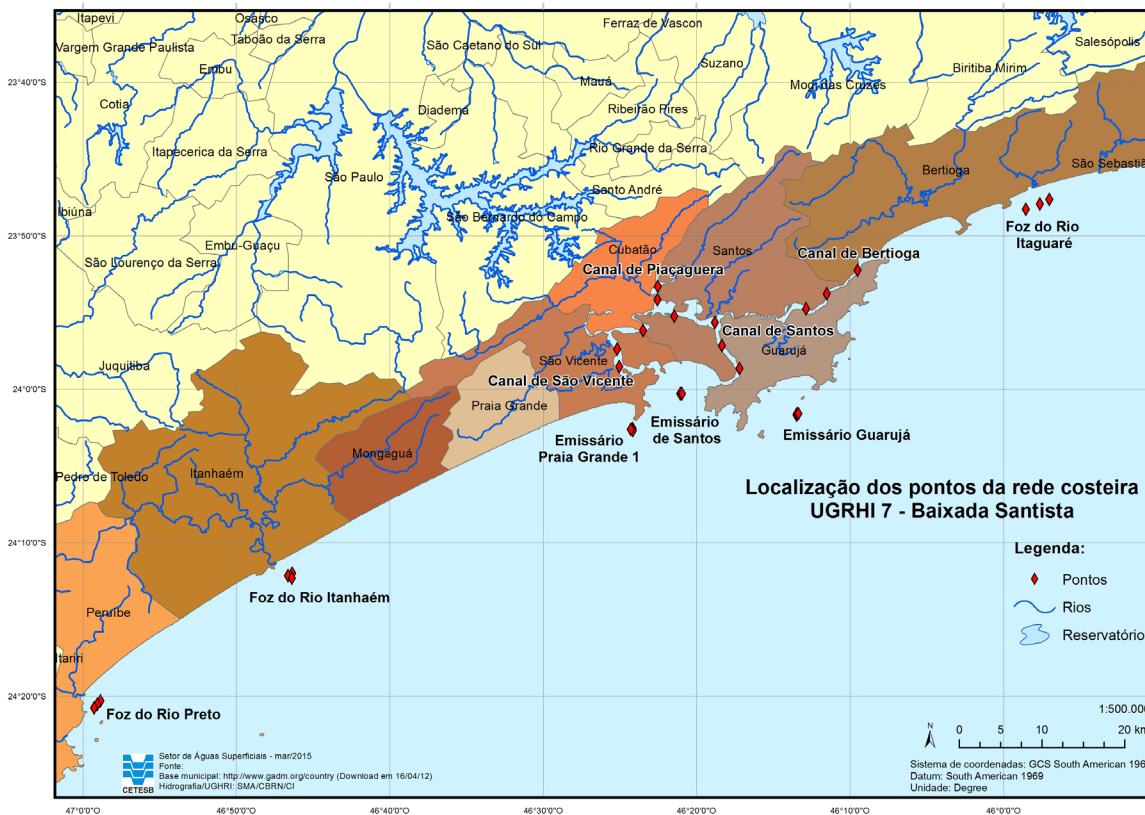 Itapevi
Osasco
Ferraz de Vascon
Vargem Grande Paulista
Taboão da Serra
São Caetano do Sul
Salesópolis
Embu
Suzano
Biritiba Mirim
23°40'0"S
Mauá
Mogi das Cruzes
Cotia
Diadema
Ribeirão Pires
Itapecerica da Serra
Rio Grande da Serra
São Sebastiã
São Paulo
Bertioga
Santo André
Ibiúna
São Bernardo do Campo
Foz do Rio
Itaguaré
23°50'0"S
Embu-Guaçu
Cubatão
Santos
Canal de Bertioga
São Lourenço da Serra
Canal de Piaçaguera
Canal de Santos
Guarujá
São Vicente
Juquitiba
Canal de São Vicente
24°0'0"S
Praia Grande
Emissário
de Santos
Emissário Guarujá
Emissário
Praia Grande 1
Mongaguá
Itanhaém
Pedro de Toledo
Localização dos pontos da rede costeira
UGRHI 7 - Baixada Santista
24°10'0"S
Legenda:
Pontos
Rios
Reservatório
Foz do Rio Itanhaém
Peruíbe
Itariri
24°20'0"S
Foz do Rio Preto
1:500.000
N
0 5 10 20 km
CETESB
Setor de Águas Superficiais - mar/2015
Fonte:
Base municipal: http://www.gadm.org/country (Download em 16/04/12)
Hidrografia/UGHRI: SMA/CBRN/CI
Sistema de coordenadas: GCS South American 196
Datum: South American 1969
Unidade: Degree
47°0'0"O
46°50'0"O
46°40'0"O
46°30'0"O
46°20'0"O
46°10'0"O
46°0'0"O